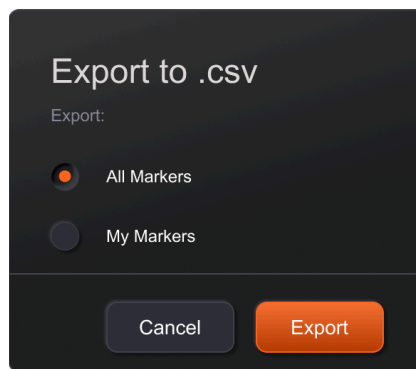 Export to .csv
Export:
All Markers
My Markers
Cancel Export